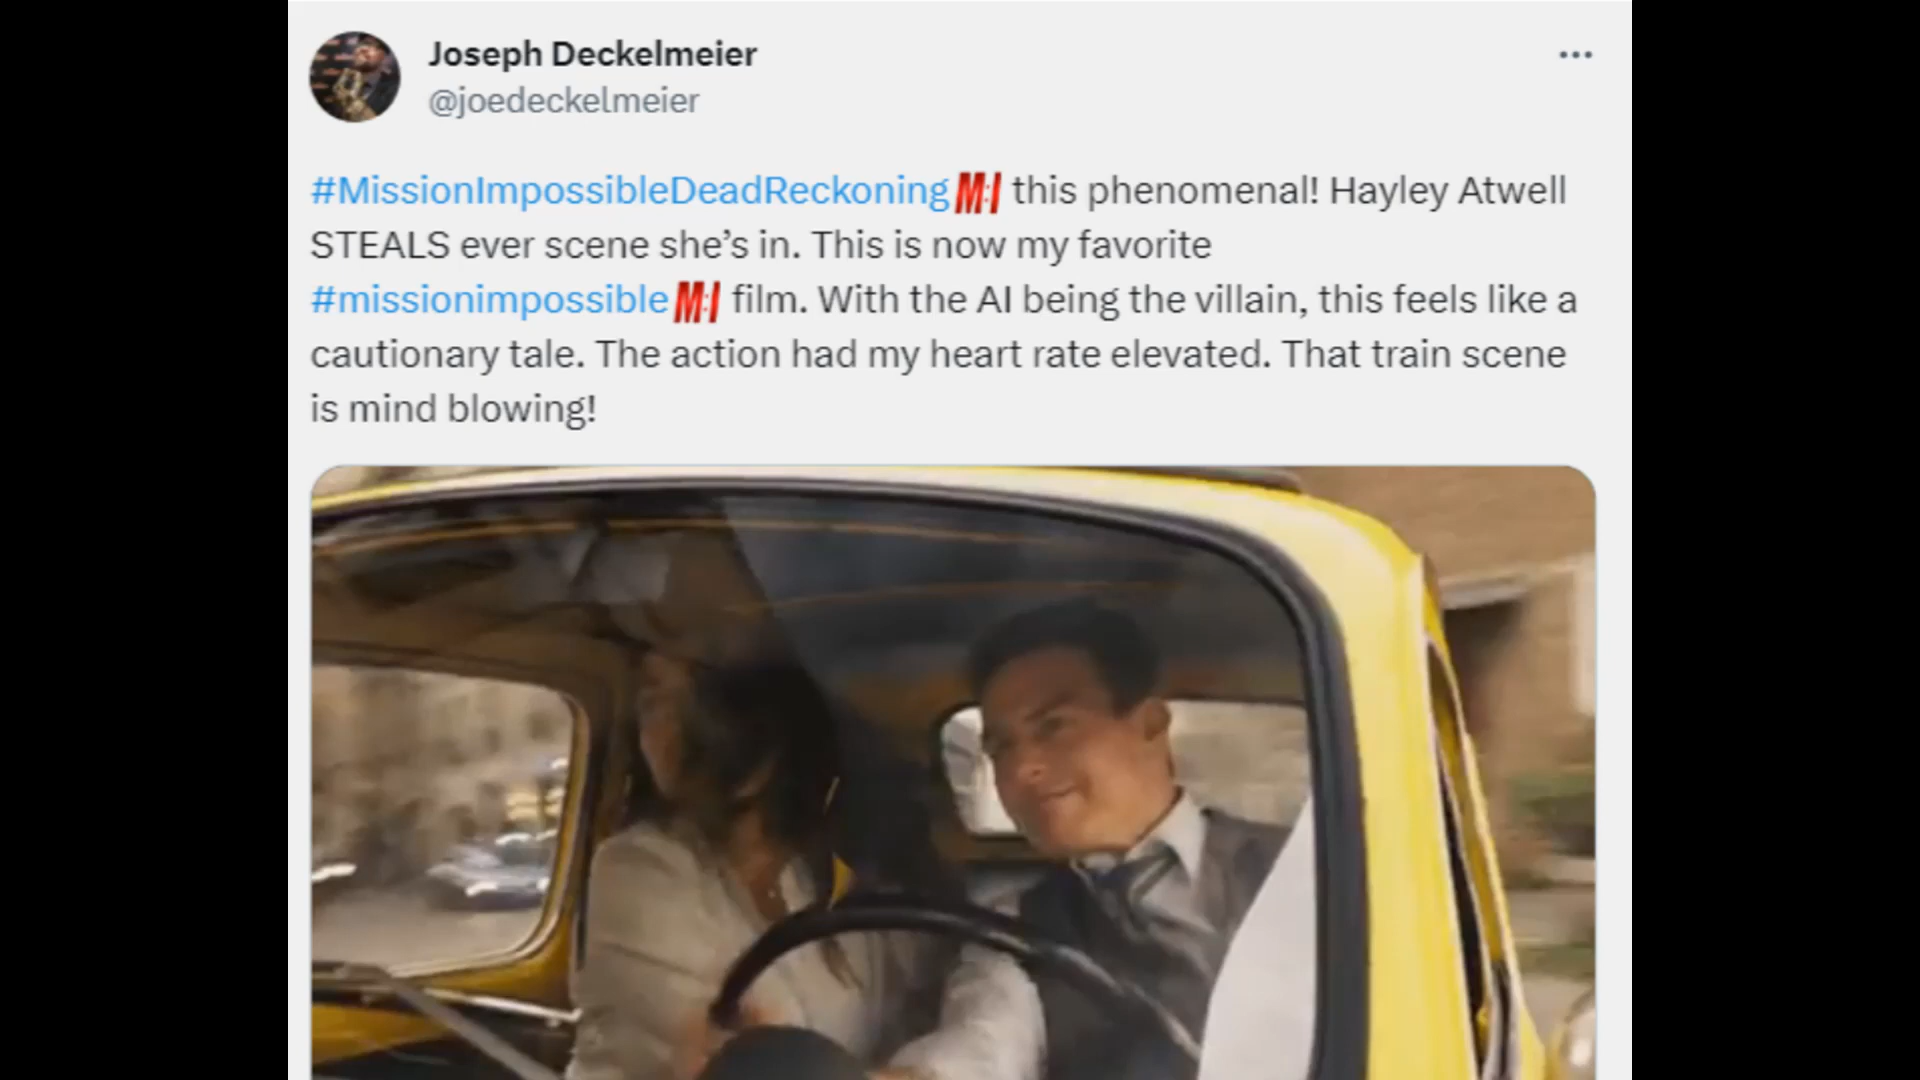 Joseph Deckelmeier
@joedeckelmeier
#MissionImpossibleDeadReckoning M:I this phenomenal! Hayley Atwell
STEALS ever scene she’s in. This is now my favorite
#missionimpossible M:I film. With the AI being the villain, this feels like a
cautionary tale. The action had my heart rate elevated. That train scene
is mind blowing!